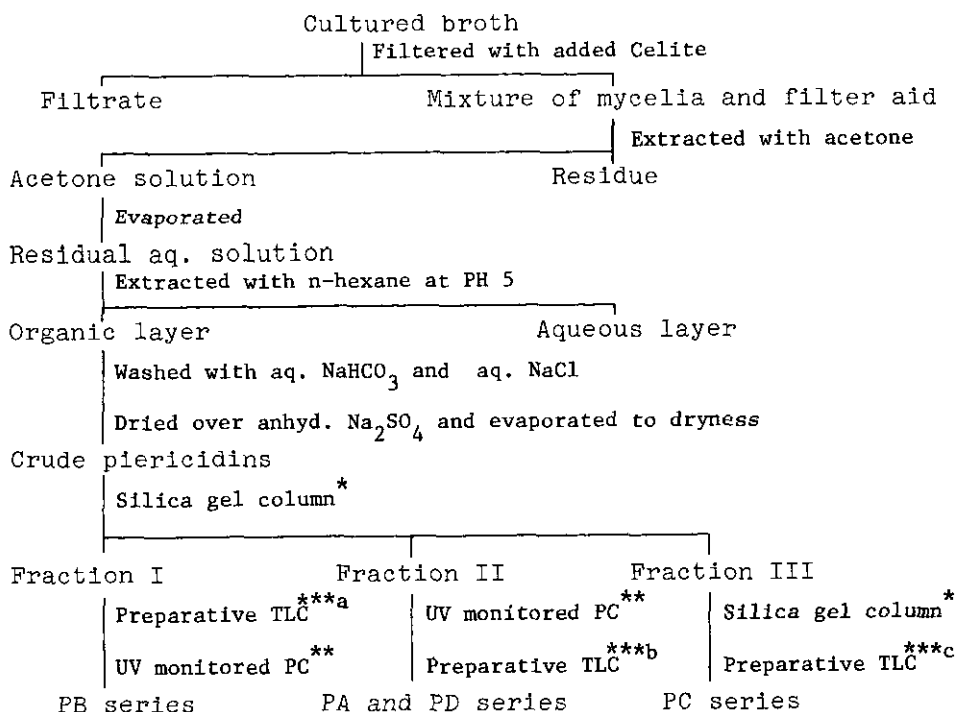 Cultured broth
Filtered with added Celite
Filtrate Mixture of mycelia and filter aid
Extracted with acetone
Acetone solution Residue
Evaporated
Residual aq. solution
Extracted with n-hexane at PH 5
Organic layer Aqueous layer
Washed with aq. NaHCO3 and aq. NaCl
Dried over anhyd. Na2SO4 and evaporated to dryness
Crude piericidins
Silica gel column*
Fraction I Fraction II Fraction III
Preparative TLC***a UV monitored PC** Silica gel column*
UV monitored PC** Preparative TLC***b Preparative TLC***c
PB series PA and PD series PC series